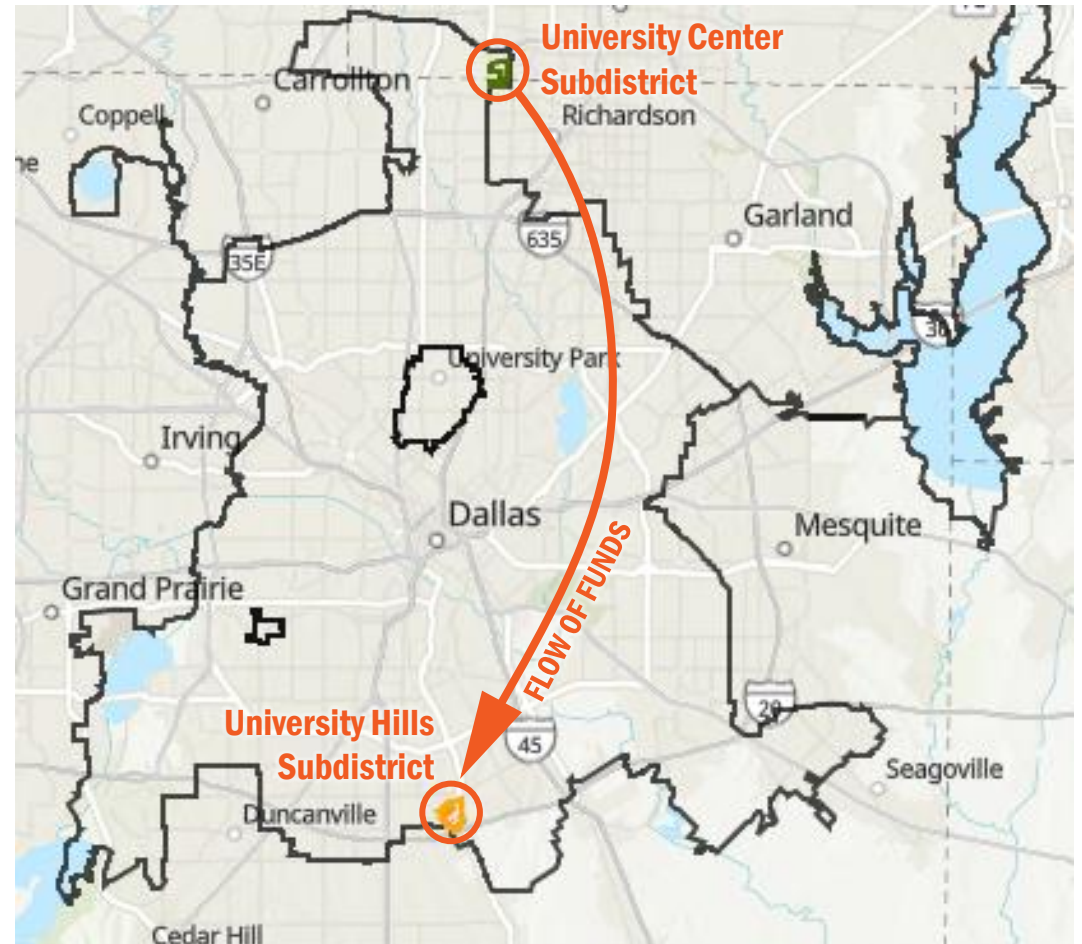 University Center
Subdistrict
Carrollton
Coppell
Richardson
Garland
635
35E
30
University Park
Irving
Dallas
Mesquite
Grand Prairie
FLOW OF FUNDS
University Hills
Subdistrict
20
45
Seagoville
Duncanville
Cedar Hill